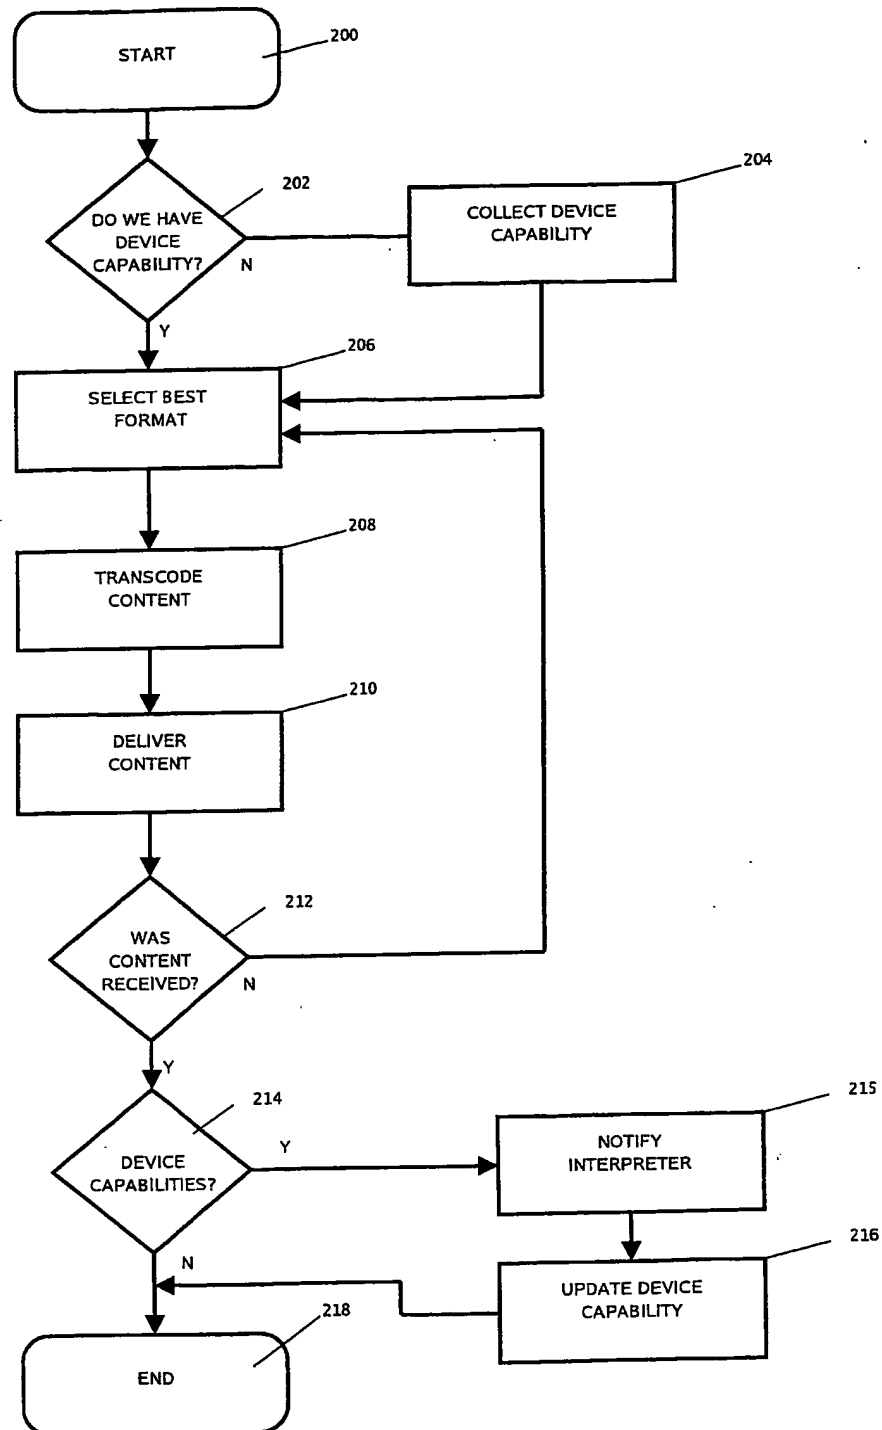 START
200
202
DO WE HAVE
DEVICE
CAPABILITY?
N
Y
204
COLLECT DEVICE
CAPABILITY
206
SELECT BEST
FORMAT
208
TRANSCODE
CONTENT
210
DELIVER
CONTENT
212
WAS
CONTENT
RECEIVED?
N
Y
214
DEVICE
CAPABILITIES?
Y
N
215
NOTIFY
INTERPRETER
216
UPDATE DEVICE
CAPABILITY
218
END